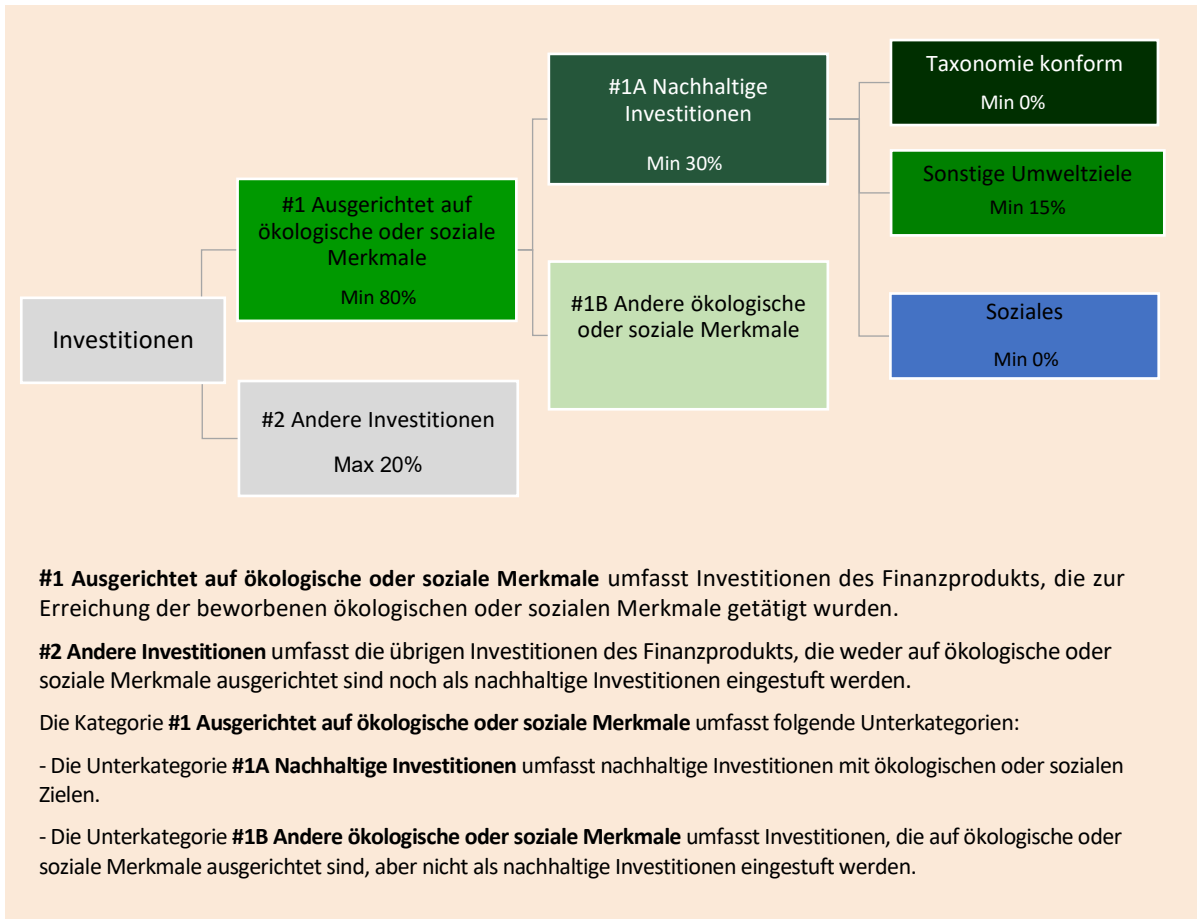 Investitionen
#1 Ausgerichtet auf
ökologische oder soziale
Merkmale
Min 80%
#2 Andere Investitionen
Max 20%
#1A Nachhaltige
Investitionen
Min 30%
#1B Andere ökologische
oder soziale Merkmale
Taxonomie konform
Min 0%
Sonstige Umweltziele
Min 15%
Soziales
Min 0%
#1 Ausgerichtet auf ökologische oder soziale Merkmale umfasst Investitionen des Finanzprodukts, die zur
Erreichung der beworbenen ökologischen oder sozialen Merkmale getätigt wurden.
#2 Andere Investitionen umfasst die übrigen Investitionen des Finanzprodukts, die weder auf ökologische oder
soziale Merkmale ausgerichtet sind noch als nachhaltige Investitionen eingestuft werden.
Die Kategorie #1 Ausgerichtet auf ökologische oder soziale Merkmale umfasst folgende Unterkategorien:
- Die Unterkategorie #1A Nachhaltige Investitionen umfasst nachhaltige Investitionen mit ökologischen oder sozialen
Zielen.
- Die Unterkategorie #1B Andere ökologische oder soziale Merkmale umfasst Investitionen, die auf ökologische oder
soziale Merkmale ausgerichtet sind, aber nicht als nachhaltige Investitionen eingestuft werden.